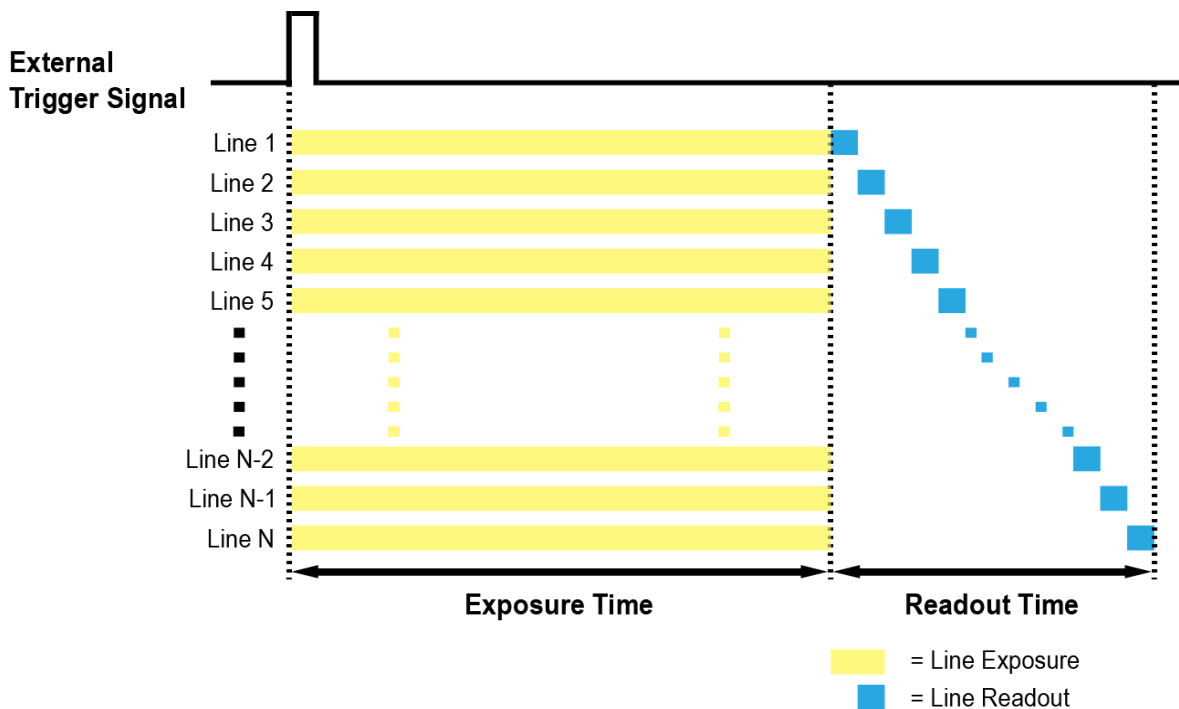 External
Trigger Signal
Line 1
Line 2
Line 3
Line 4
Line 5
Line N-2
Line N-1
Line N
Exposure Time
Readout Time
= Line Exposure
= Line Readout